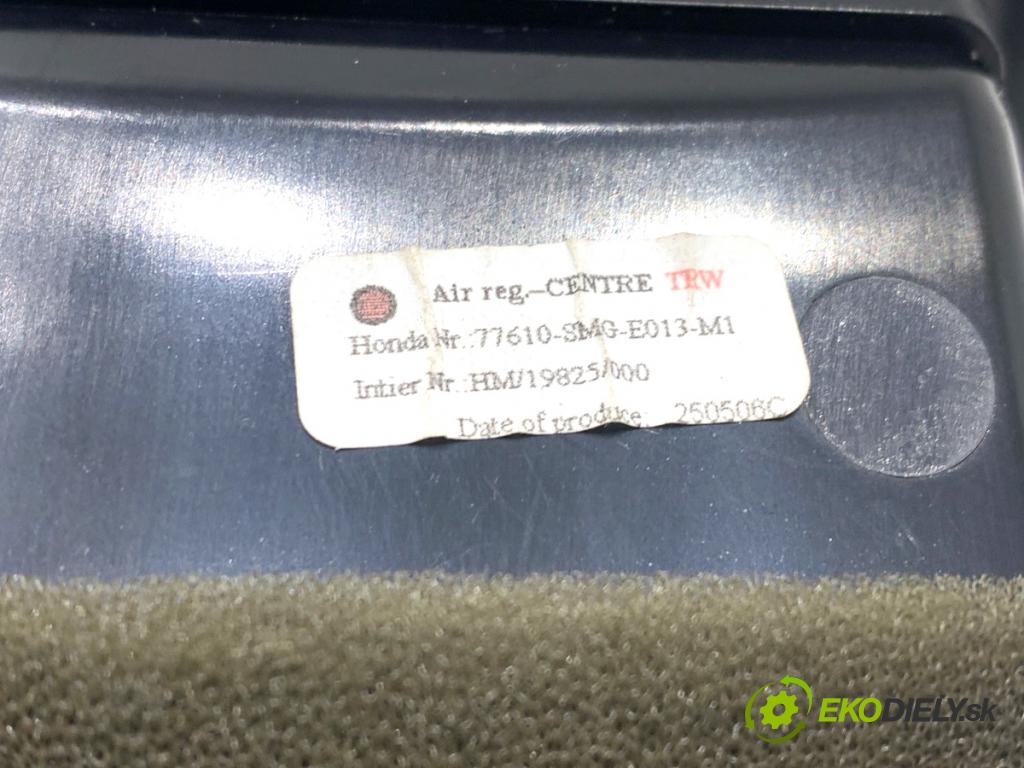 Air reg.-CENTRE TRW
Honda Nr.:77610-SMG-E013-M1
Intier Nr.:HM/19825/000
Date of produce: 250506C
EKODIELY.sk